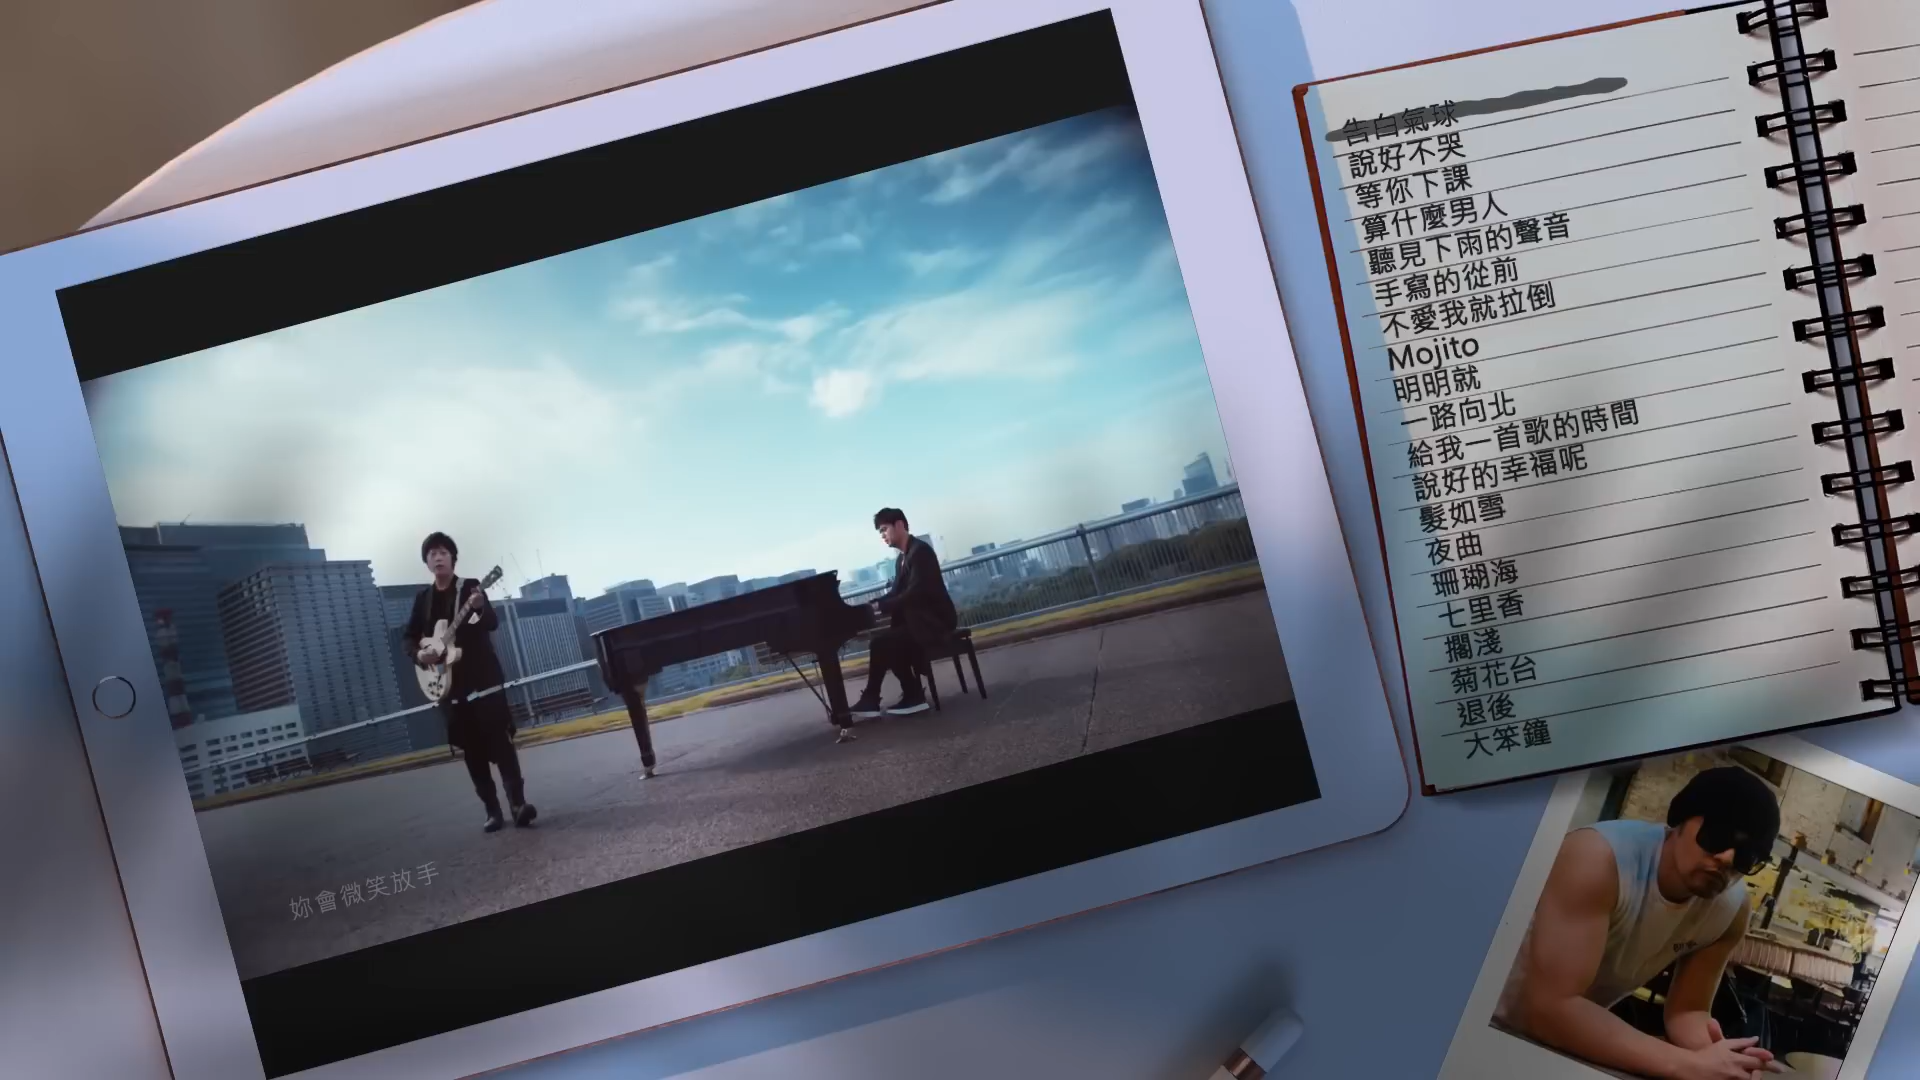 告白氣球
說好不哭
等你下課
算什麼男人
聽見下雨的聲音
手寫的從前
不愛我就拉倒
Mojito
明明就
一路向北
給我一首歌的時間
說好的幸福呢
髮如雪
夜曲
珊瑚海
七里香
擱淺
菊花台
退後
大笨鐘
妳會微笑放手